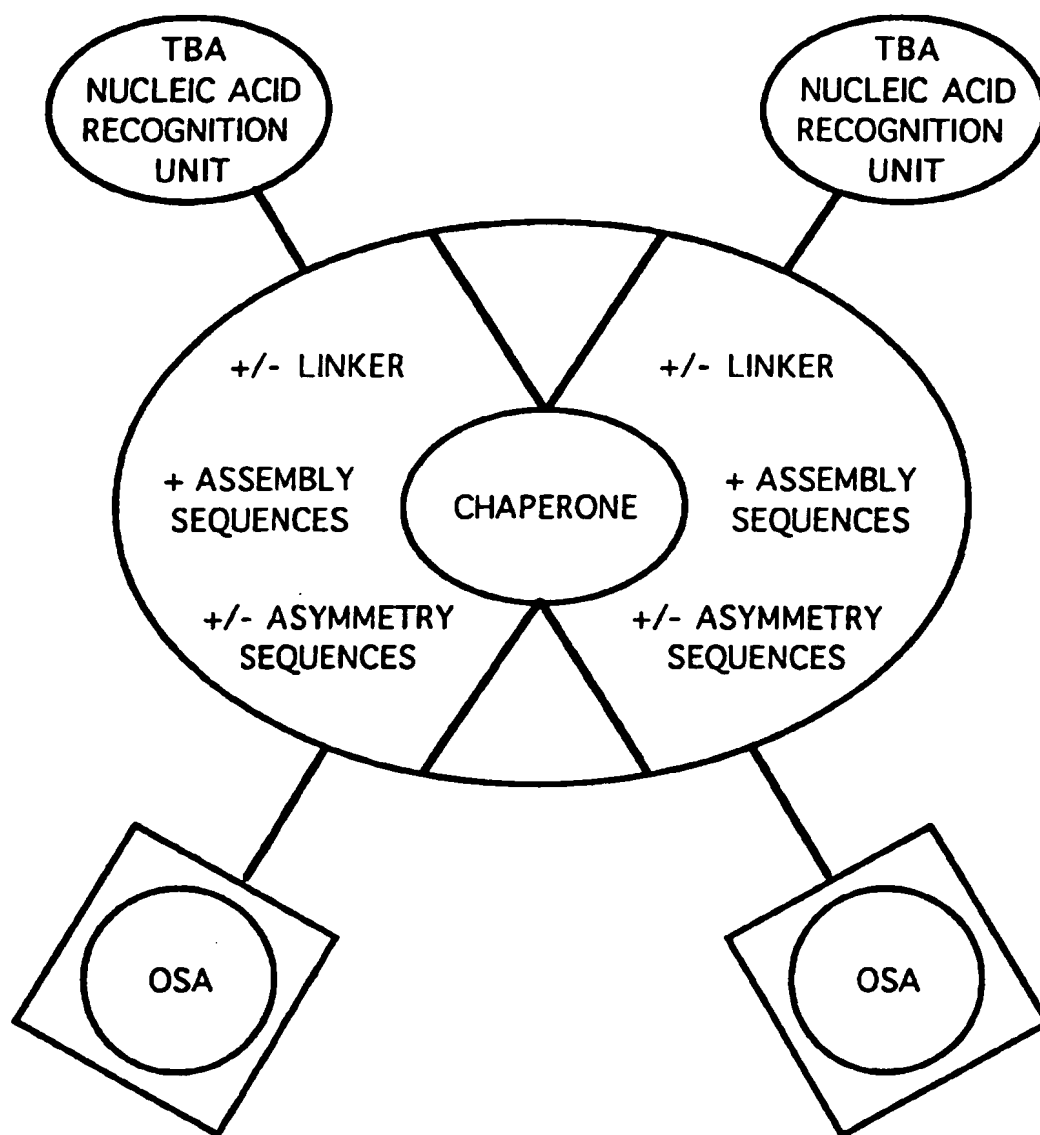 TBA
NUCLEIC ACID
RECOGNITION
UNIT
TBA
NUCLEIC ACID
RECOGNITION
UNIT
+/- LINKER
+/- LINKER
+ ASSEMBLY
SEQUENCES
CHAPERONE
+ ASSEMBLY
SEQUENCES
+/- ASYMMETRY
SEQUENCES
+/- ASYMMETRY
SEQUENCES
OSA
OSA